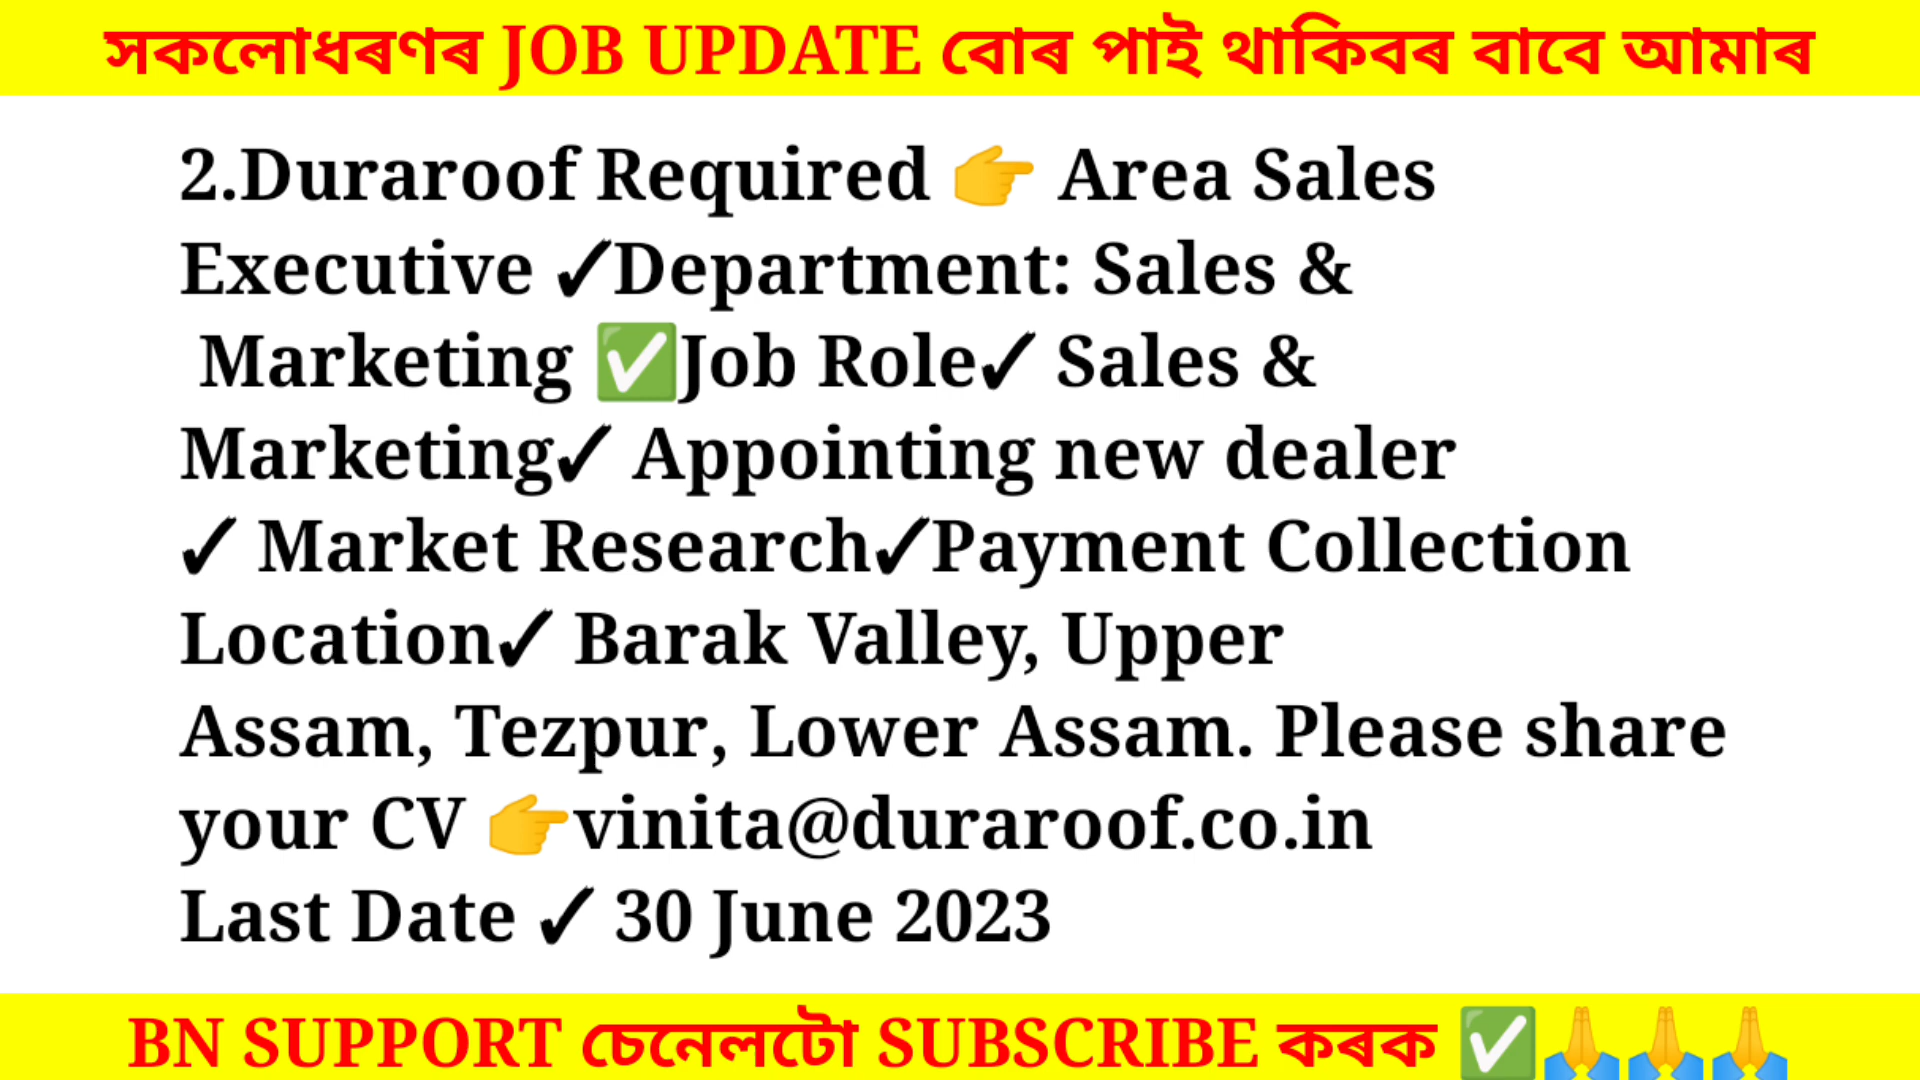 সকলোধৰণৰ JOB UPDATE বোৰ পাই থাকিবৰ বাবে আমাৰ
2.Duraroof Required 👉 Area Sales
Executive ✓Department: Sales &
Marketing ✅Job Role✓ Sales &
Marketing✓ Appointing new dealer
✓ Market Research✓Payment Collection
Location✓ Barak Valley, Upper
Assam, Tezpur, Lower Assam. Please share
your CV 👉vinita@duraroof.co.in
Last Date ✓ 30 June 2023
BN SUPPORT চেনেলটো SUBSCRIBE কৰক ✅🙏🙏🙏